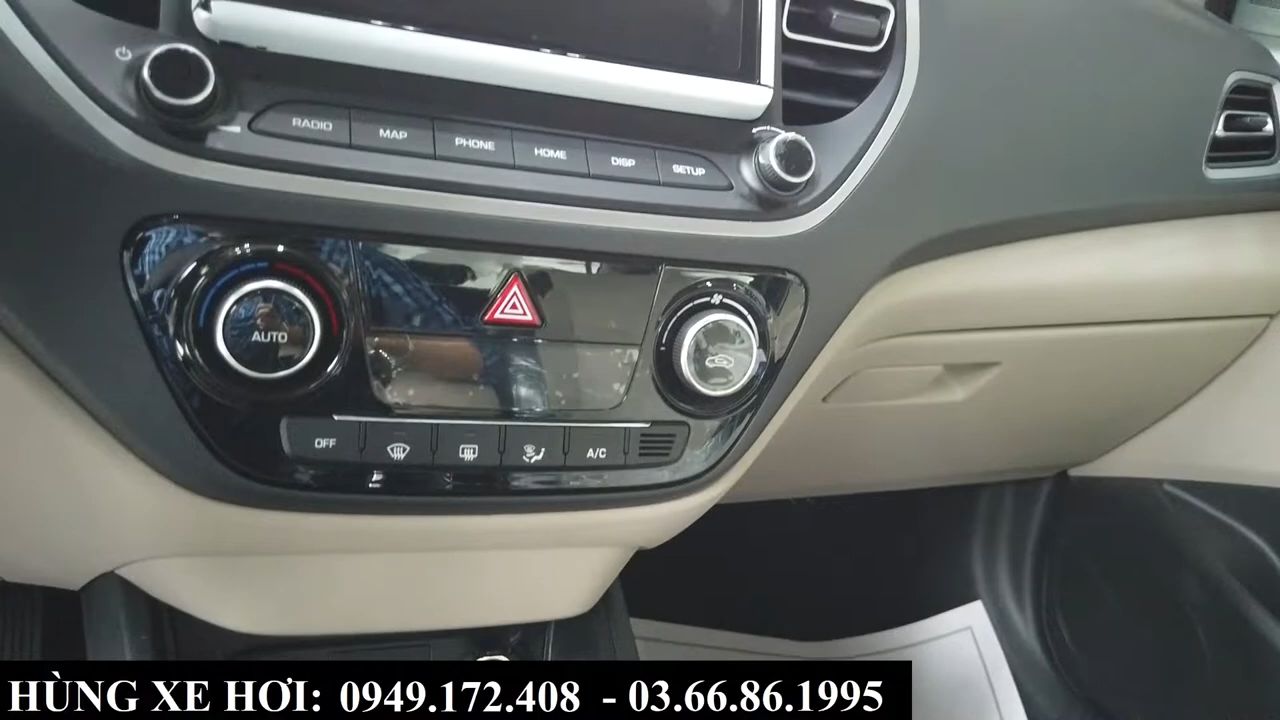 RADIO MAP PHONE HOME DISP SETUP
AUTO
OFF A/C
HÙNG XE HƠI: 0949.172.408 - 03.66.86.1995